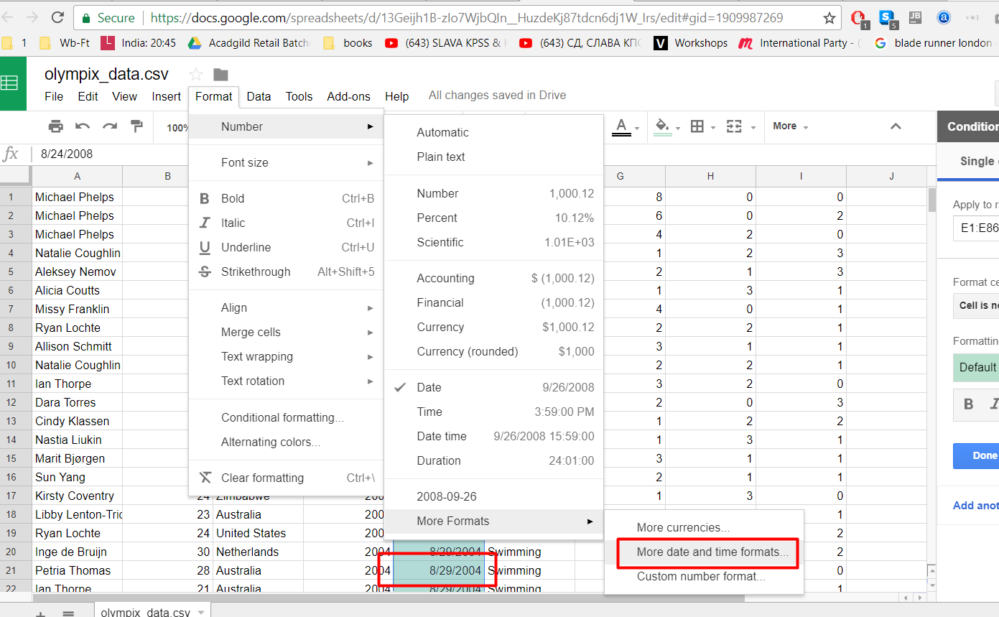 Secure https://docs.google.com/spreadsheets/d/13Geijh1B-zIo7WjbQIn__HuzdeKj87tdcn6dj1W_Irs/edit#gid=1909987269 1 S 5 JB a
1 Wb-Ft L India: 20:45 Acadgild Retail Batch books (643) SLAVA KPSS & (643) СД, СЛАВА КПС V Workshops m International Party - ( G blade runner london
olympix_data.csv
File Edit View Insert Format Data Tools Add-ons Help All changes saved in Drive
100% A More Condition
Number Automatic
fx 8/24/2008 Plain text Single
Font size
A B G H I J
Bold Ctrl+B Number 1,000.12
Italic Ctrl+I Percent 10.12%
Underline Ctrl+U Scientific 1.01E+03
Strikethrough Alt+Shift+5 Accounting $ (1,000.12)
Align Financial (1,000.12)
Merge cells Currency $1,000.12
Text wrapping Currency (rounded) $1,000
Text rotation
Date 9/26/2008
Conditional formatting... Time 3:59:00 PM
Alternating colors... Date time 9/26/2008 15:59:00
Duration 24:01:00
Clear formatting Ctrl+\
2008-09-26
More Formats
More currencies...
More date and time formats...
Custom number format...
1 Michael Phelps 8 0 0
2 Michael Phelps 6 0 2
3 Michael Phelps 4 2 0
4 Natalie Coughlin 1 2 3
5 Aleksey Nemov 2 1 3
6 Alicia Coutts 1 3 1
7 Missy Franklin 4 0 1
8 Ryan Lochte 2 2 1
9 Allison Schmitt 3 1 1
10 Natalie Coughlin 2 2 1
11 Ian Thorpe 3 2 0
12 Dara Torres 2 0 3
13 Cindy Klassen 1 2 2
14 Nastia Liukin 1 3 1
15 Marit Bjørgen 3 1 1
16 Sun Yang 2 1 1
17 Kirsty Coventry 24 Zimbabwe 200 1 3 0
18 Libby Lenton-Tric 23 Australia 200 1
19 Ryan Lochte 24 United States 200 2
20 Inge de Bruijn 30 Netherlands 2004 8/29/2004 Swimming 2
21 Petria Thomas 28 Australia 2004 8/29/2004 Swimming 0
22 Ian Thorpe 21 Australia 2004 8/29/2004 Swimming 1
Apply to r
E1:E86
Format ce
Cell is no
Formatting
Default
B I
Done
Add anot
olympix_data.csv